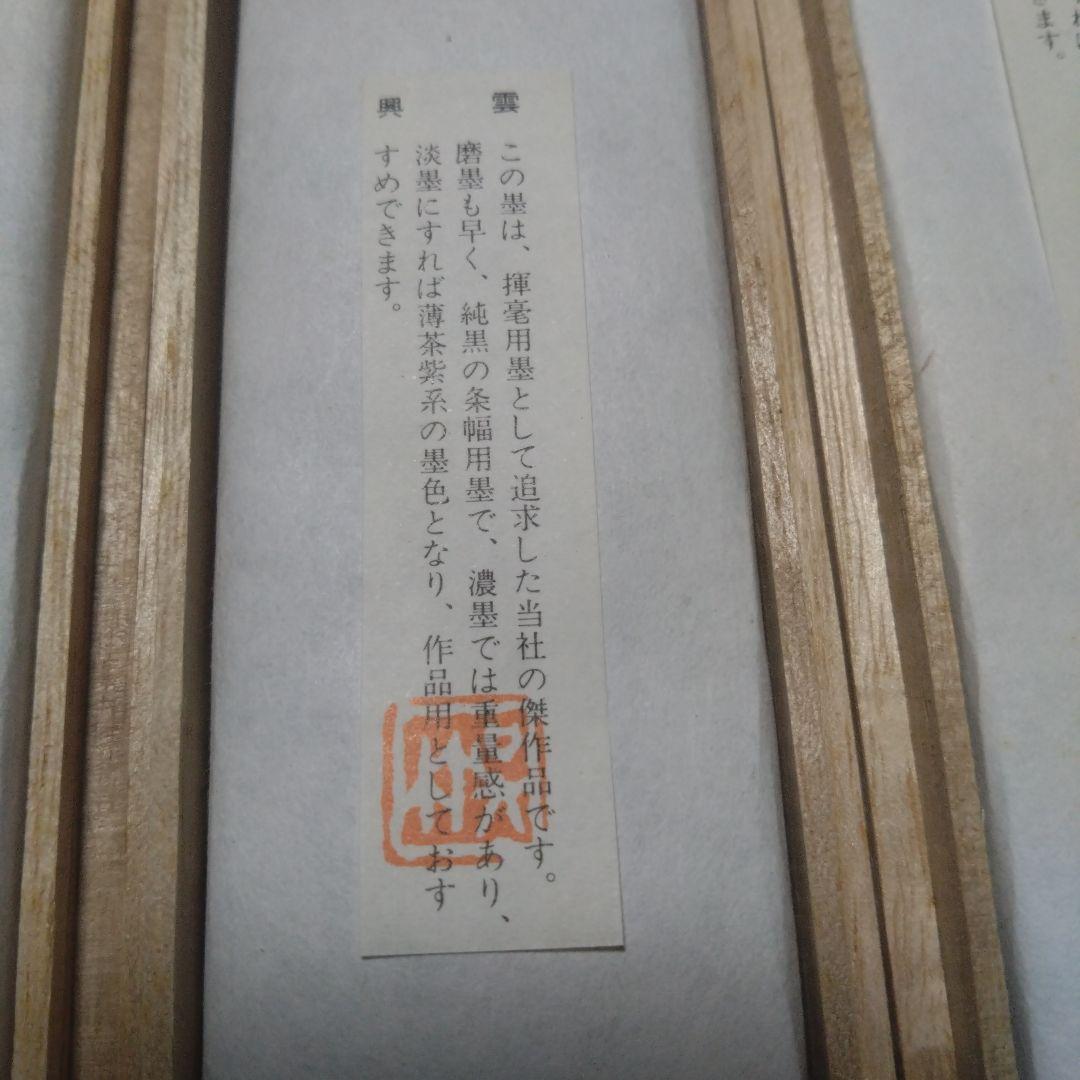 雲興
この墨は、揮毫用墨として追求した当社の傑作品です。
磨墨も早く、純黒の条幅用墨で、濃墨では重量感があり、
淡墨にすれば薄茶紫系の墨色となり、作品用としておす
すめできます。
ます。